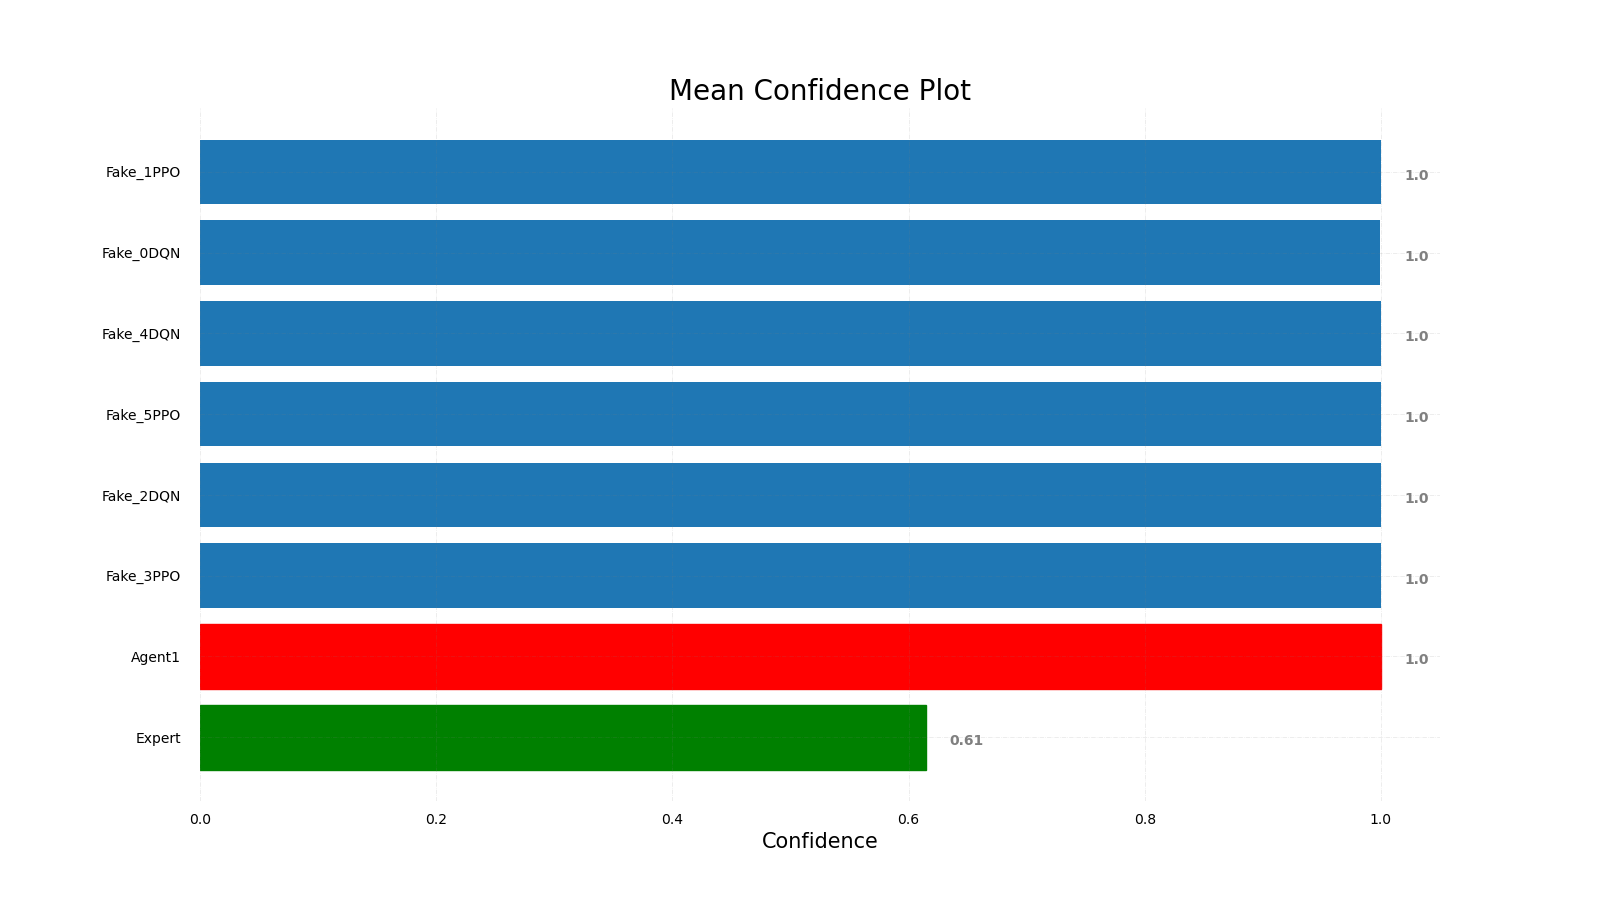 Mean Confidence Plot
Fake_1PPO 1.0
Fake_0DQN 1.0
Fake_4DQN 1.0
Fake_5PPO 1.0
Fake_2DQN 1.0
Fake_3PPO 1.0
Agent1 1.0
Expert 0.61
0.0 0.2 0.4 0.6 0.8 1.0
Confidence